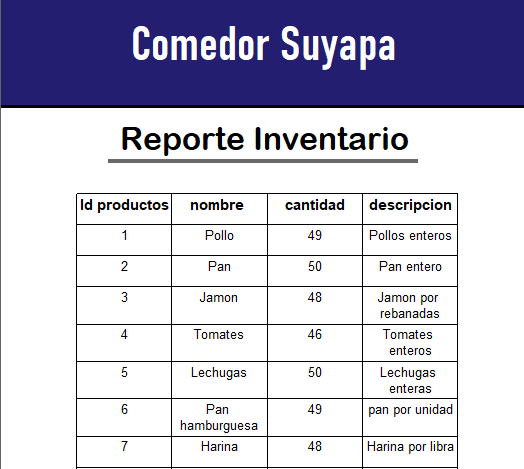 Comedor Suyapa
Reporte Inventario
Id productos nombre cantidad descripcion
1 Pollo 49 Pollos enteros
2 Pan 50 Pan entero
3 Jamon 48 Jamon por
rebanadas
4 Tomates 46 Tomates
enteros
5 Lechugas 50 Lechugas
enteras
6 Pan 49 pan por unidad
hamburguesa
7 Harina 48 Harina por libra